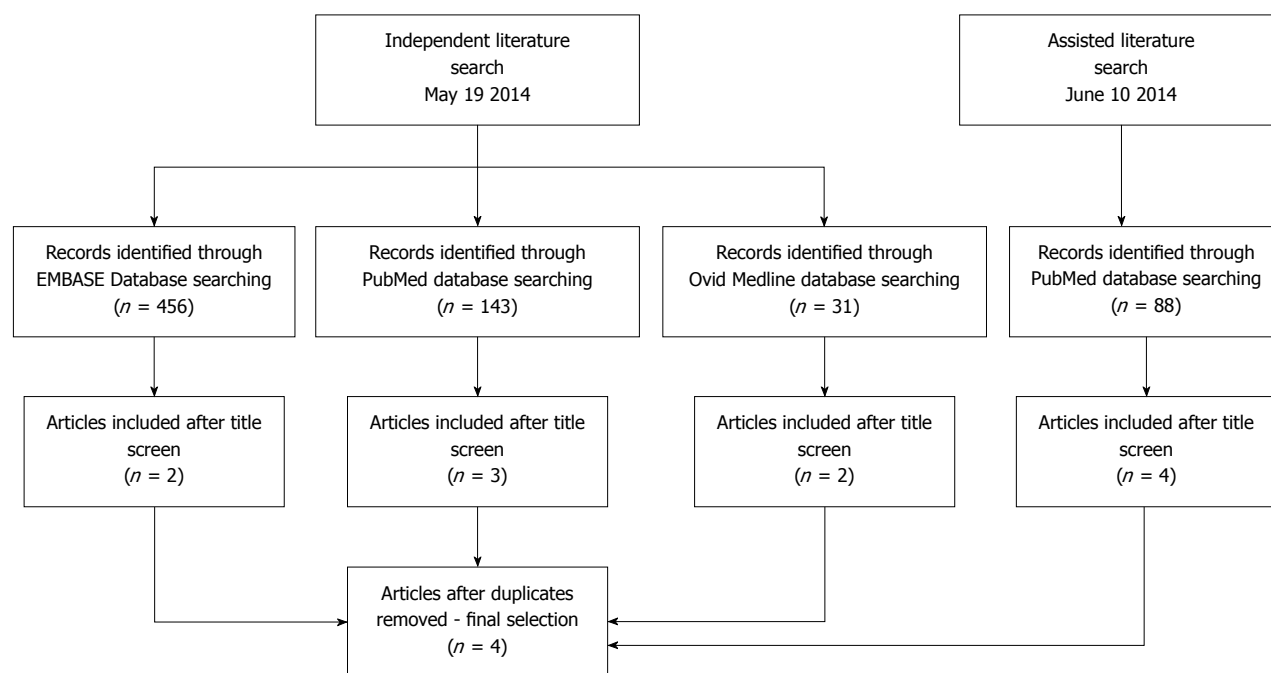 Independent literature
search
May 19 2014
Assisted literature
search
June 10 2014
Records identified through
EMBASE Database searching
(n = 456)
Records identified through
PubMed database searching
(n = 143)
Records identified through
Ovid Medline database searching
(n = 31)
Records identified through
PubMed database searching
(n = 88)
Articles included after title
screen
(n = 2)
Articles included after title
screen
(n = 3)
Articles included after title
screen
(n = 2)
Articles included after title
screen
(n = 4)
Articles after duplicates
removed - final selection
(n = 4)